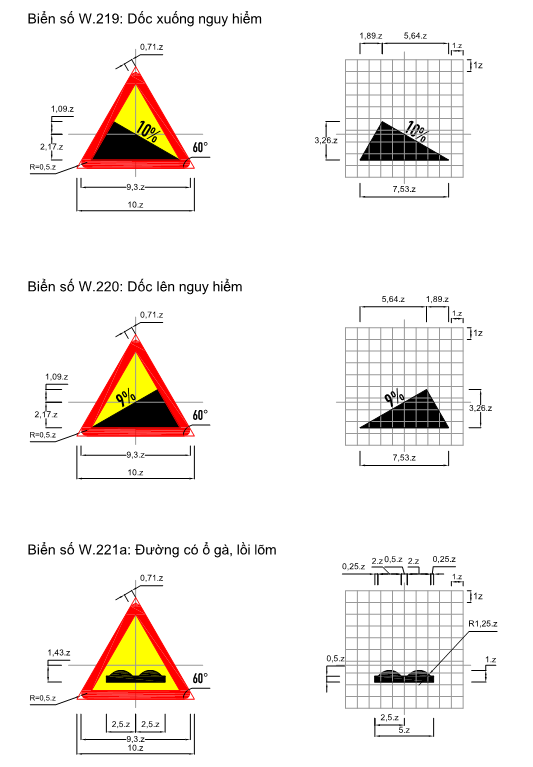 Biển số W.219: Dốc xuống nguy hiểm
0,71.z
1,09.z
2,17.z
R=0,5.z
10%
60°
9,3.z
10.z
1,89.z
5,64.z
1.z
1z
3,26.z
10%
7,53.z
Biển số W.220: Dốc lên nguy hiểm
0,71.z
1,09.z
2,17.z
R=0,5.z
9%
60°
9,3.z
10.z
5,64.z
1,89.z
1.z
1z
9%
3,26.z
7,53.z
Biển số W.221a: Đường có ổ gà, lồi lõm
0,71.z
1,43.z
R=0,5.z
60°
2,5.z
2,5.z
9,3.z
10.z
0,25.z
2.z
0,5.z
2.z
0,25.z
1.z
1z
R1,25.z
0,5.z
1.z
2,5.z
5.z